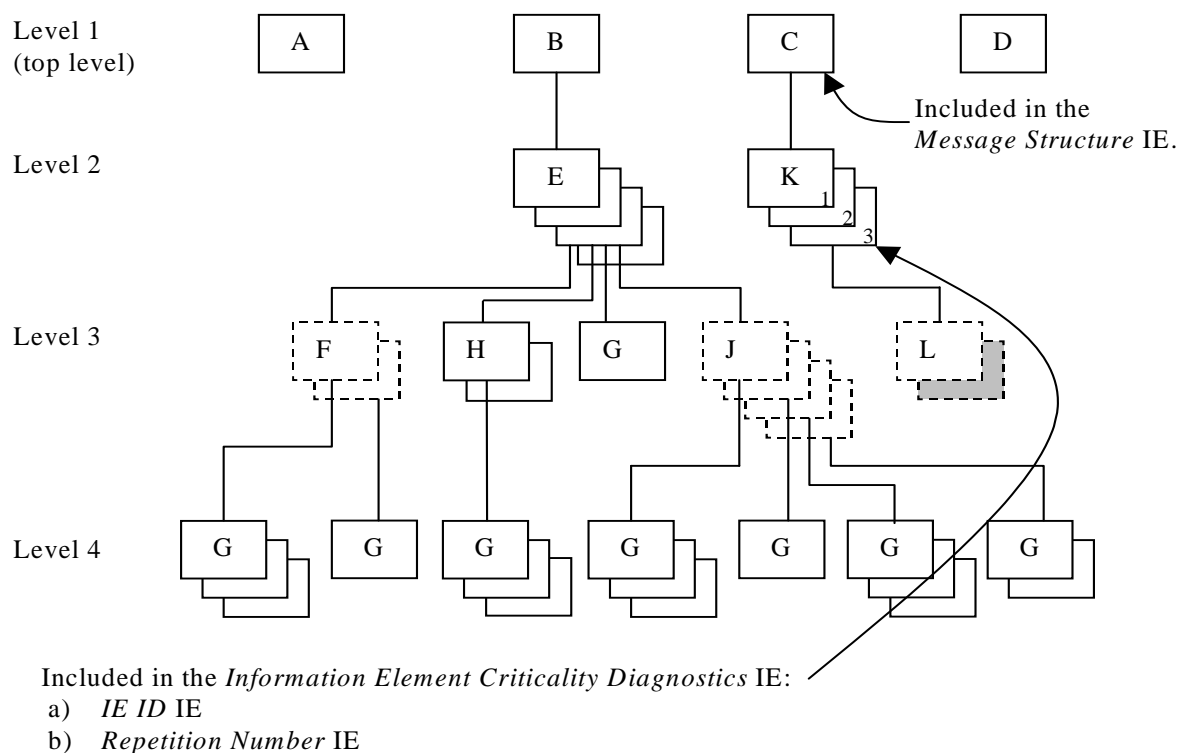 Level 1
(top level)
A
B
C
D
Included in the
Message Structure IE.
Level 2
E
K
1
2
3
Level 3
F
H
G
J
L
Level 4
G
G
G
G
G
G
G
Included in the Information Element Criticality Diagnostics IE:
a) IE ID IE
b) Repetition Number IE